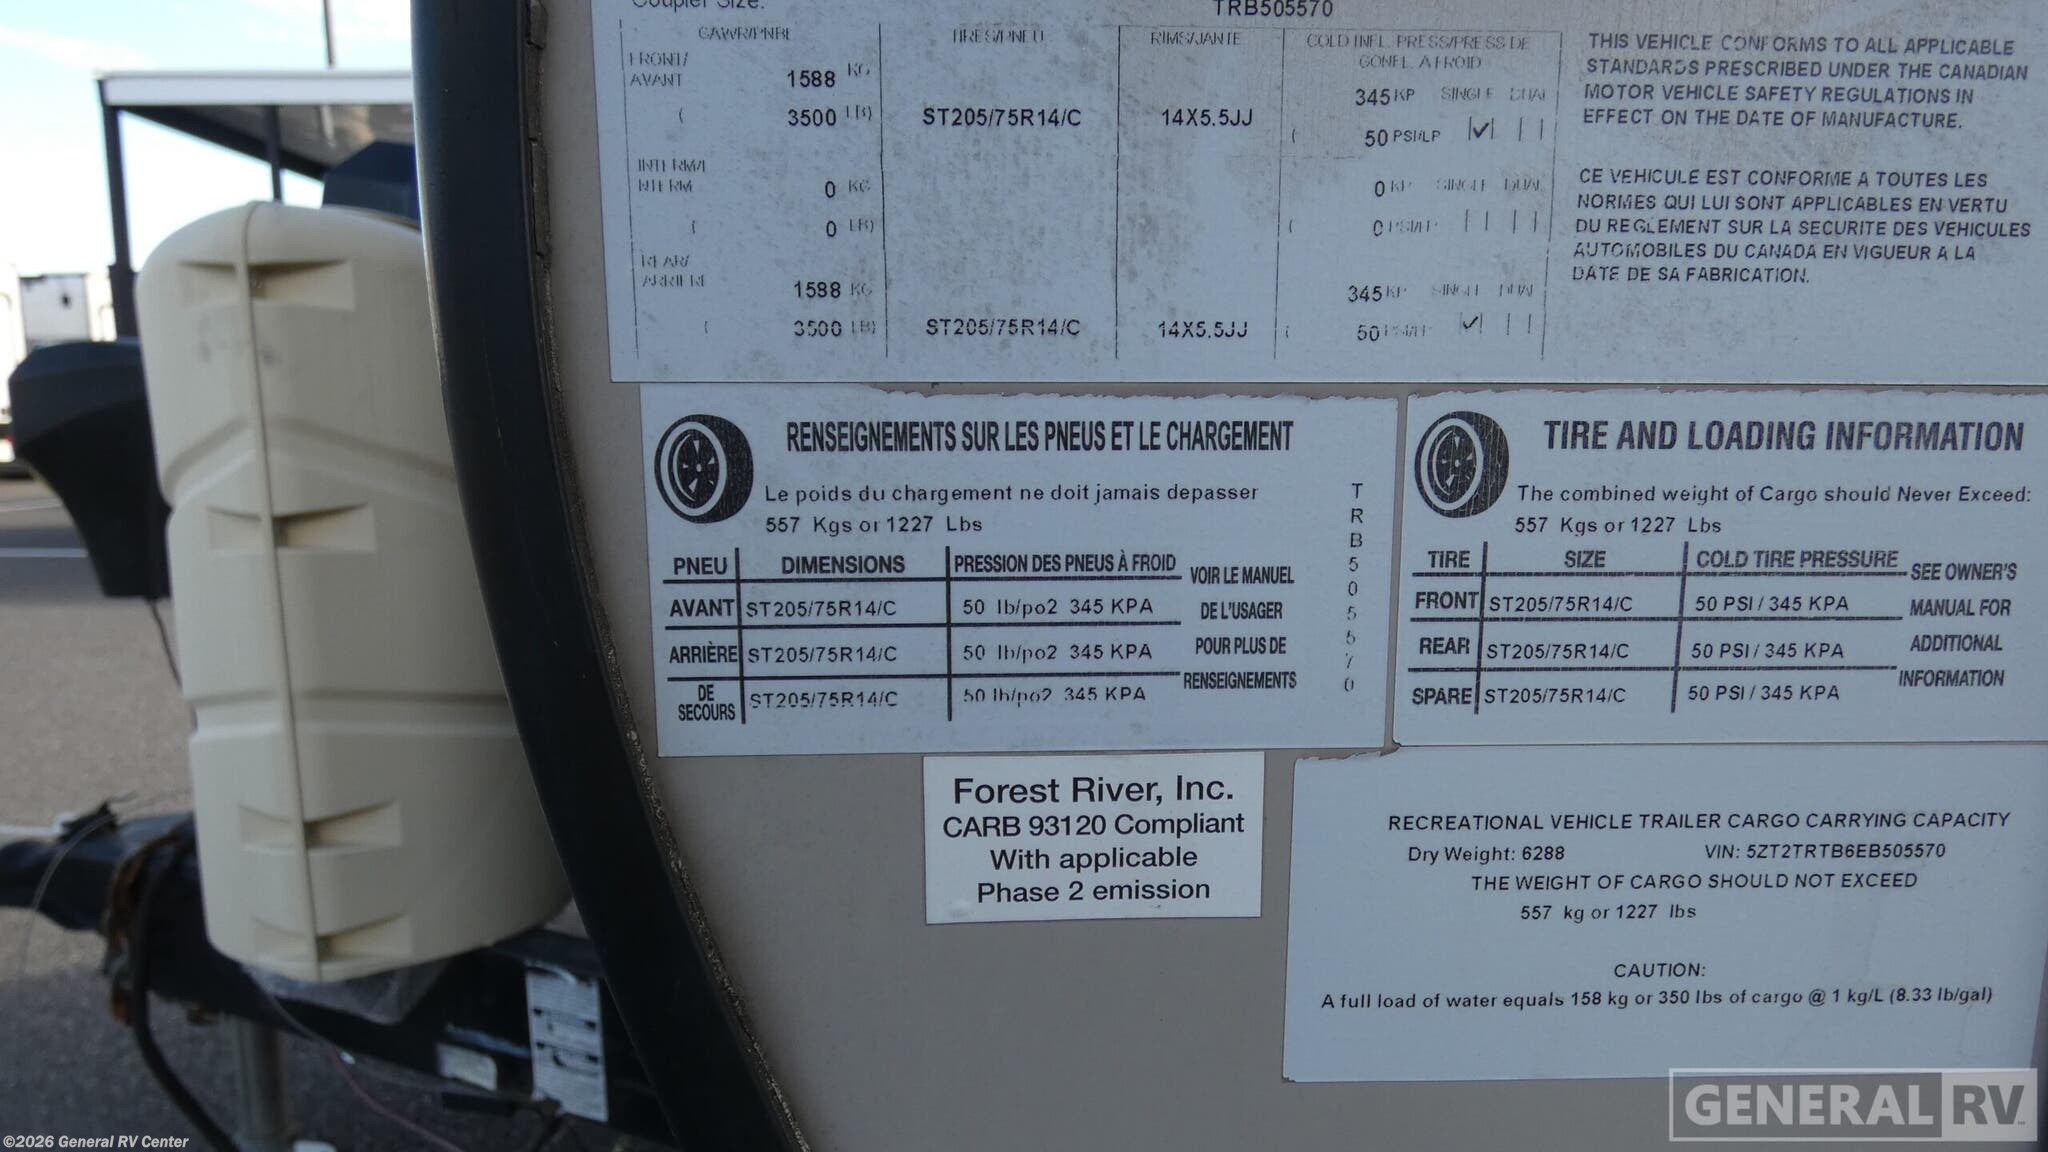 Coupler Size: TRB505570
GAWR/PNBE TIRES/PNEU RIMS/JANTE COLD INFL. PRESS/PRESS DE
GONFL. A FROID
FRONT/
AVANT 1588 KG 345 KP SINGLE DUAL
( 3500 LB) ST205/75R14/C 14X5.5JJ ( 50 PSI/LP
INTERM/I
NTERM 0 KG 0 KP SINGLE DUAL
( 0 LB) ( 0 PSI/LP
REAR/
ARRIERE 1588 KG 345 KP SINGLE DUAL
( 3500 LB) ST205/75R14/C 14X5.5JJ ( 50 PSI/LP
THIS VEHICLE CONFORMS TO ALL APPLICABLE
STANDARDS PRESCRIBED UNDER THE CANADIAN
MOTOR VEHICLE SAFETY REGULATIONS IN
EFFECT ON THE DATE OF MANUFACTURE.
CE VEHICULE EST CONFORME A TOUTES LES
NORMES QUI LUI SONT APPLICABLES EN VERTU
DU REGLEMENT SUR LA SECURITE DES VEHICULES
AUTOMOBILES DU CANADA EN VIGUEUR A LA
DATE DE SA FABRICATION.
RENSEIGNEMENTS SUR LES PNEUS ET LE CHARGEMENT
Le poids du chargement ne doit jamais depasser
557 Kgs or 1227 Lbs
PNEU DIMENSIONS PRESSION DES PNEUS À FROID
AVANT ST205/75R14/C 50 lb/po2 345 KPA
ARRIÈRE ST205/75R14/C 50 lb/po2 345 KPA
DE
SECOURS ST205/75R14/C 50 lb/po2 345 KPA
VOIR LE MANUEL
DE L'USAGER
POUR PLUS DE
RENSEIGNEMENTS
TRB505570
TIRE AND LOADING INFORMATION
The combined weight of Cargo should Never Exceed:
557 Kgs or 1227 Lbs
TIRE SIZE COLD TIRE PRESSURE
FRONT ST205/75R14/C 50 PSI / 345 KPA
REAR ST205/75R14/C 50 PSI / 345 KPA
SPARE ST205/75R14/C 50 PSI / 345 KPA
SEE OWNER'S
MANUAL FOR
ADDITIONAL
INFORMATION
Forest River, Inc.
CARB 93120 Compliant
With applicable
Phase 2 emission
RECREATIONAL VEHICLE TRAILER CARGO CARRYING CAPACITY
Dry Weight: 6288 VIN: 5ZT2TRTB6EB505570
THE WEIGHT OF CARGO SHOULD NOT EXCEED
557 kg or 1227 lbs
CAUTION:
A full load of water equals 158 kg or 350 lbs of cargo @ 1 kg/L (8.33 lb/gal)
GENERAL RV
©2026 General RV Center